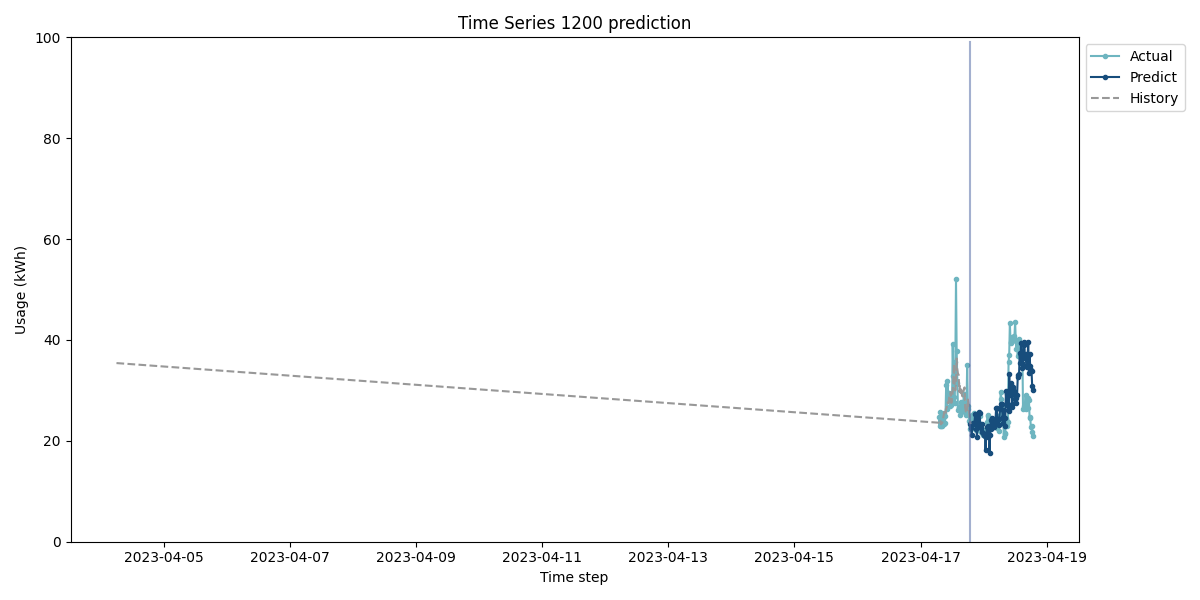 Time Series 1200 prediction
100
80
60
40
20
0
Usage (kWh)
2023-04-05
2023-04-07
2023-04-09
2023-04-11
2023-04-13
2023-04-15
2023-04-17
2023-04-19
Time step
Actual
Predict
History